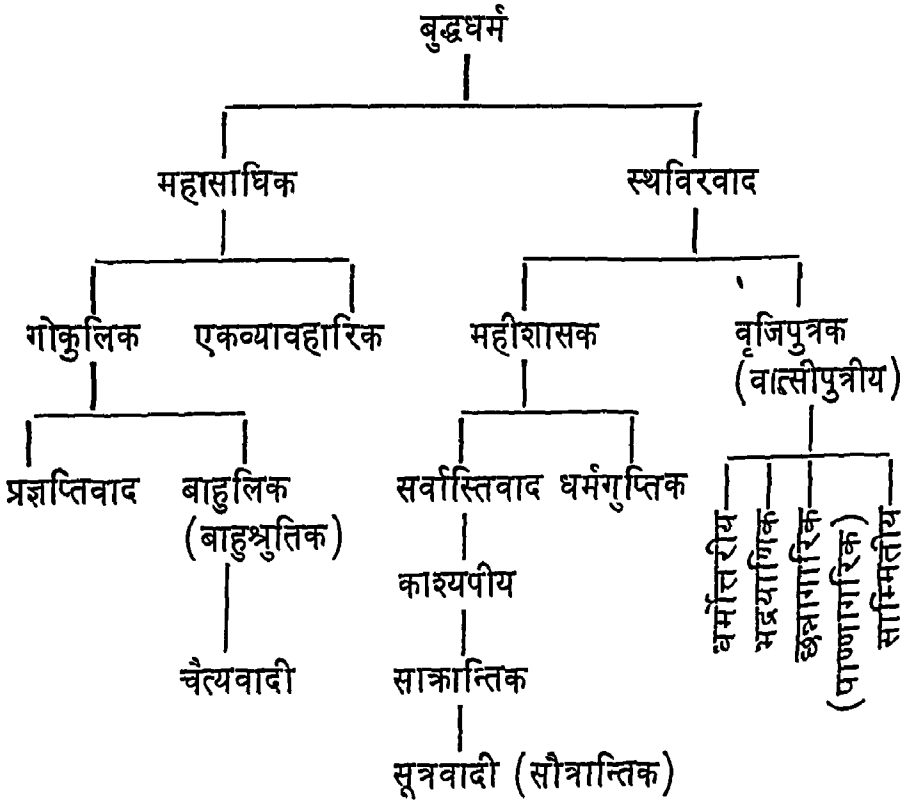 बुद्धधर्म
महासाघिक स्थविरवाद
गोकुलिक एकव्यावहारिक महीशासक वृजिपुत्रक
(वात्सीपुत्रीय)
प्रज्ञप्तिवाद बाहुलिक सर्वास्तिवाद धर्मगुप्तिक
(बाहुश्रुतिक)
धर्मोत्तरीय
भद्रयाणिक
छन्नागारिक
(पाण्णागरिक)
साम्मितीय
काश्यपीय
चैत्यवादी साक्रान्तिक
सूत्रवादी (सौत्रान्तिक)